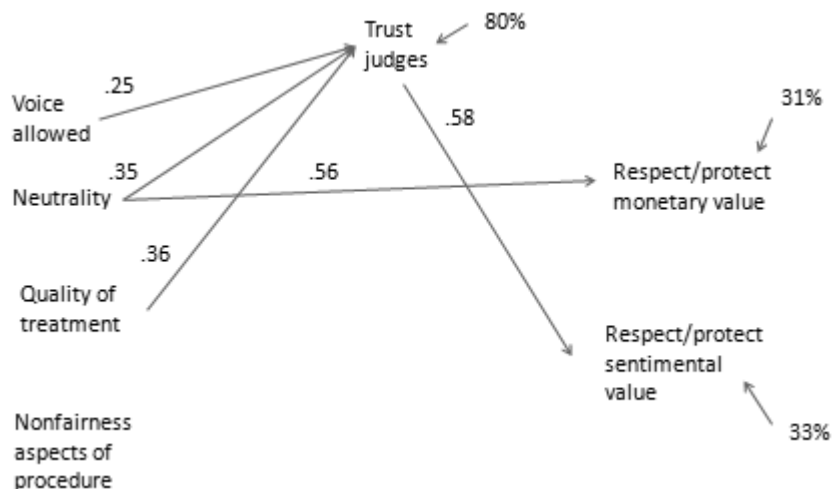 Trust
judges
80%
.25
Voice
allowed
.58
31%
.35
.56
Neutrality
Respect/protect
monetary value
.36
Quality of
treatment
Respect/protect
sentimental
value
Nonfairness
aspects of
procedure
33%